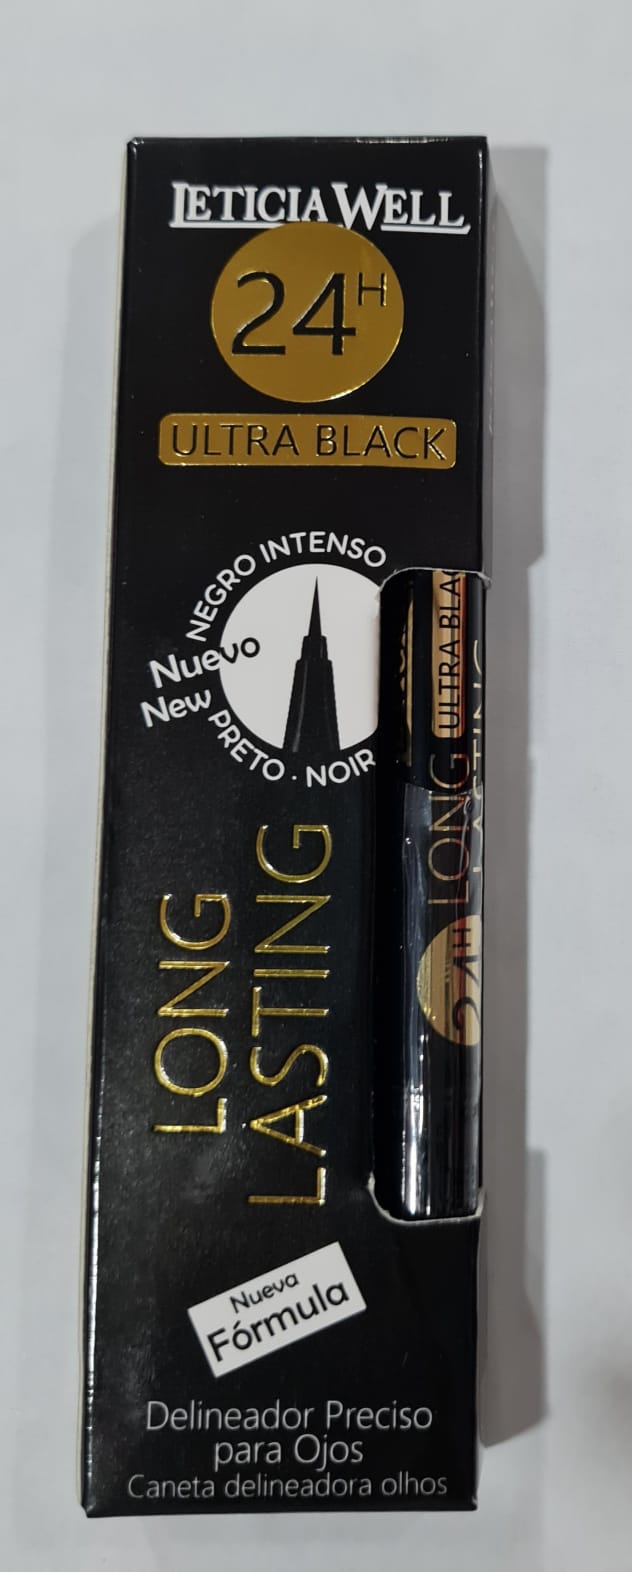 LETICIA WELL
24H
ULTRA BLACK
NEGRO INTENSO
Nuevo
New
PRETO · NOIR
LONG
LASTING
ULTRA BLA
LONG
LASTING
24H
Nueva
Fórmula
Delineador Preciso
para Ojos
Caneta delineadora olhos